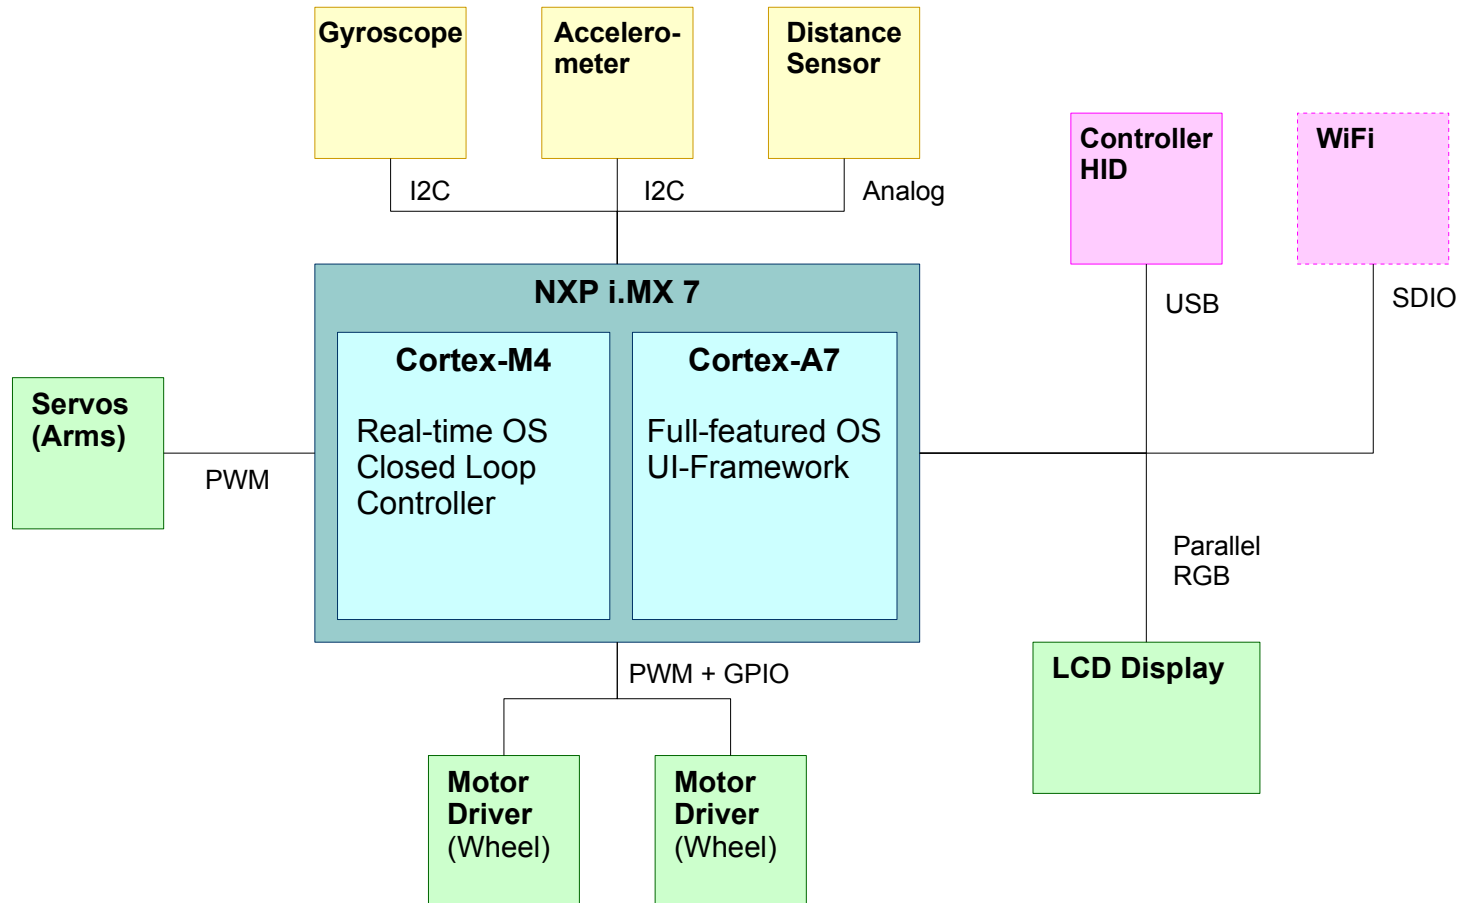 Gyroscope
Accelero-
meter
Distance
Sensor
Controller
HID
WiFi
I2C
I2C
Analog
USB
SDIO
NXP i.MX 7
Cortex-M4
Real-time OS
Closed Loop
Controller
Cortex-A7
Full-featured OS
UI-Framework
Servos
(Arms)
PWM
Parallel
RGB
PWM + GPIO
LCD Display
Motor
Driver
(Wheel)
Motor
Driver
(Wheel)